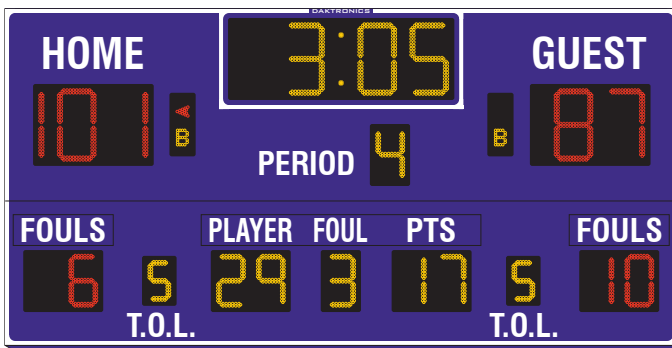 DAKTRONICS
HOME 3:05 GUEST
101 B 87 B
PERIOD 4
FOULS PLAYER FOUL PTS FOULS
6 5 29 3 17 5 10
T.O.L. T.O.L.